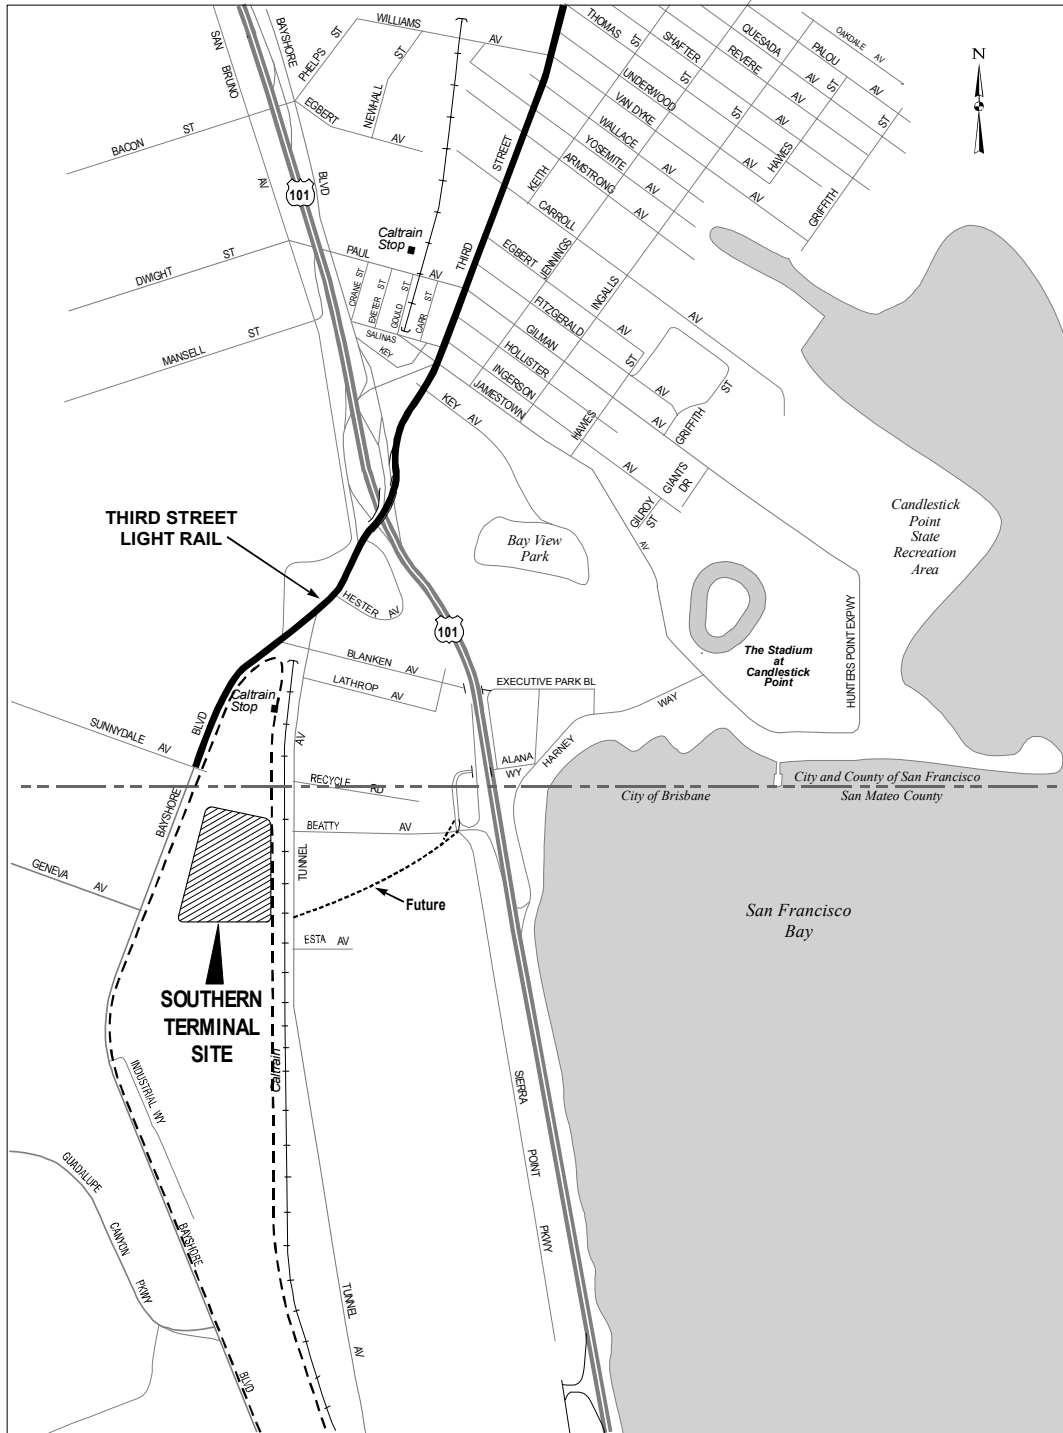 WILLIAMS
AV
BAYSHORE
BLVD
SAN
BRUNO
AV
PHELPS
ST
NEWHALL
ST
EGBERT
AV
BACON
ST
101
THOMAS
ST
SHAFTER
ST
QUESADA
AV
REVERE
AV
PALOU
AV
OAKDALE AV
ST
ST
UNDERWOOD
AV
VAN DYKE
AV
WALLACE
AV
YOSEMITE
AV
ARMSTRONG
AV
HAWES
GRIFFITH
KEITH
CARROLL
AV
EGBERT
AV
JENNINGS
INGALLS
ST
N
STREET
THIRD
Caltrain
Stop
PAUL
AV
DWIGHT
ST
MANSELL
ST
CRANE ST
EXETER ST
GOULD ST
CARR ST
SALINAS
KEY
FITZGERALD
AV
GILMAN
AV
HOLLISTER
INGERSON
AV
JAMESTOWN
AV
KEY AV
HAWES
GRIFFITH
ST
GIANTS
DR
GILROY
ST
THIRD STREET
LIGHT RAIL
Bay View
Park
Candlestick
Point
State
Recreation
Area
HESTER AV
101
BLANKEN AV
LATHROP AV
EXECUTIVE PARK BL
The Stadium
at
Candlestick
Point
HUNTERS POINT EXPWY
Caltrain
Stop
BLVD
SUNNYDALE AV
AV
ALANA
WY
HARNEY
WAY
RECYCLE RD
City and County of San Francisco
City of Brisbane
San Mateo County
BAYSHORE
BEATTY AV
TUNNEL
GENEVA AV
Future
ESTA AV
San Francisco
Bay
SOUTHERN
TERMINAL
SITE
Caltrain
INDUSTRIAL WY
SIERRA
POINT
PKWY
GUADALUPE
CANYON
PKWY
BAYSHORE
BLVD
TUNNEL
AV